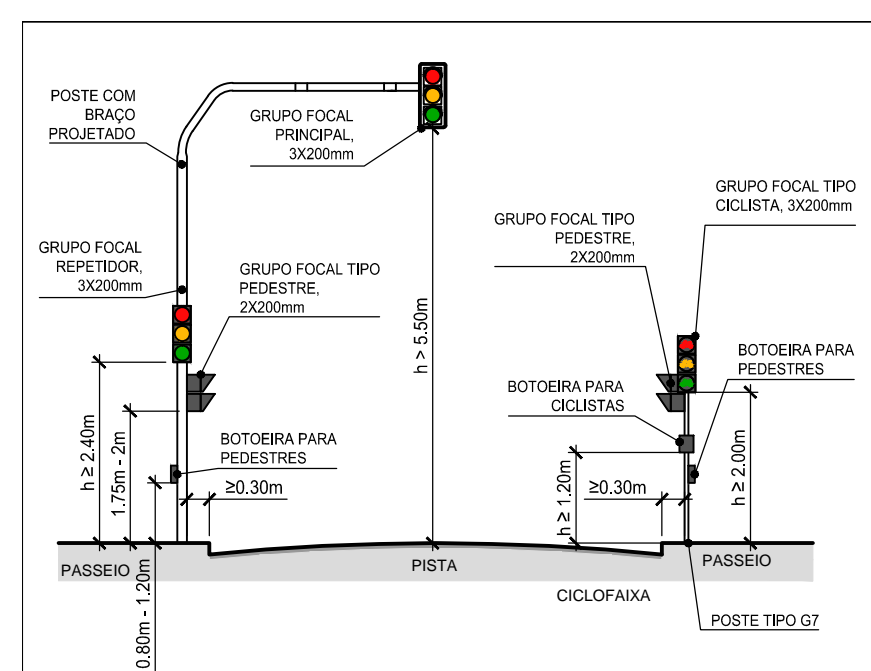 POSTE COM
BRAÇO
PROJETADO
GRUPO FOCAL
PRINCIPAL,
3X200mm
GRUPO FOCAL
REPETIDOR,
3X200mm
GRUPO FOCAL TIPO
PEDESTRE,
2X200mm
GRUPO FOCAL TIPO
CICLISTA, 3X200mm
GRUPO FOCAL TIPO
PEDESTRE,
2X200mm
h > 5.50m
BOTOEIRA PARA
PEDESTRES
BOTOEIRA PARA
CICLISTAS
BOTOEIRA PARA
PEDESTRES
h ≥ 2.40m
1.75m - 2m
≥0.30m
h ≥ 1.20m
≥0.30m
h ≥ 2.00m
PASSEIO
PISTA
PASSEIO
CICLOFAIXA
0.80m - 1.20m
POSTE TIPO G7